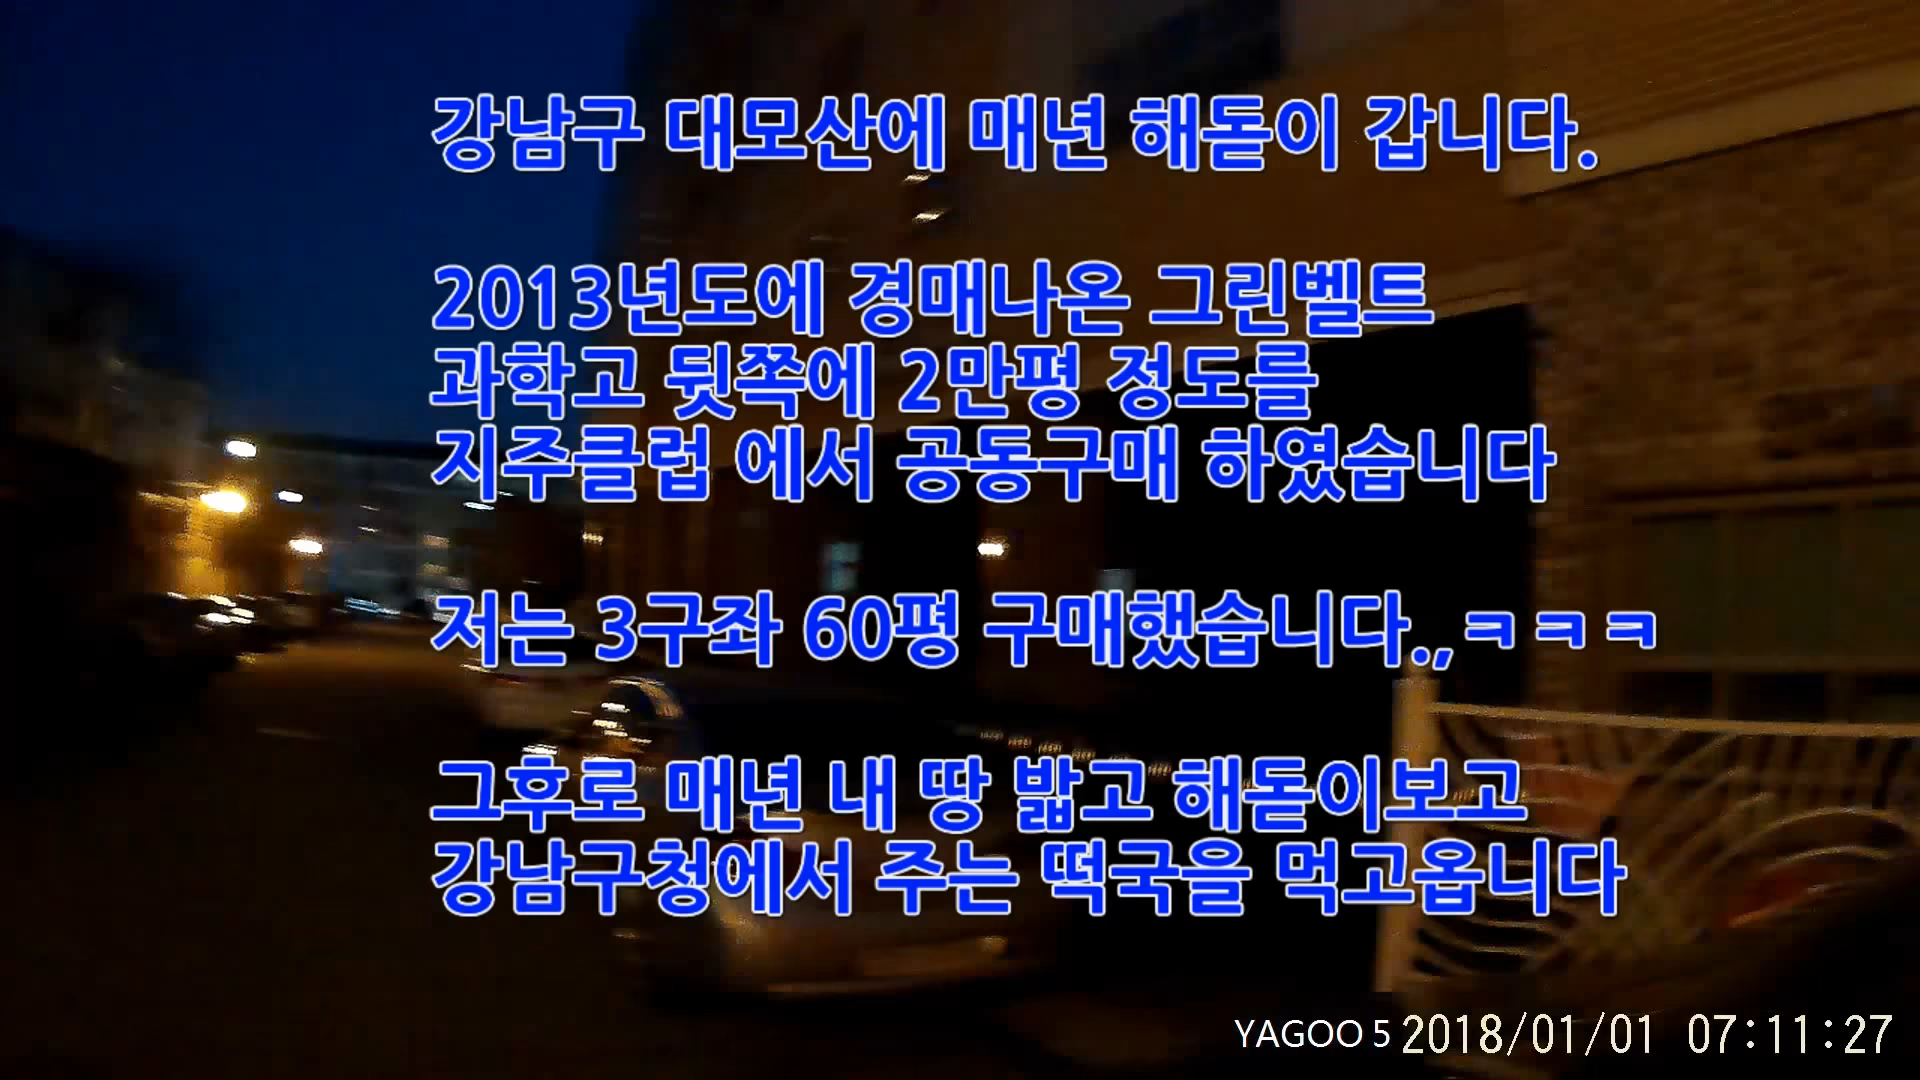 강남구 대모산에 매년 해돋이 갑니다.
2013년도에 경매나온 그린벨트
과학고 뒷쪽에 2만평 정도를
지주클럽 에서 공동구매 하였습니다
저는 3구좌 60평 구매했습니다.,ㅋㅋㅋ
그후로 매년 내 땅 밟고 해돋이보고
강남구청에서 주는 떡국을 먹고옵니다
YAGOO 5 2018/01/01 07:11:27